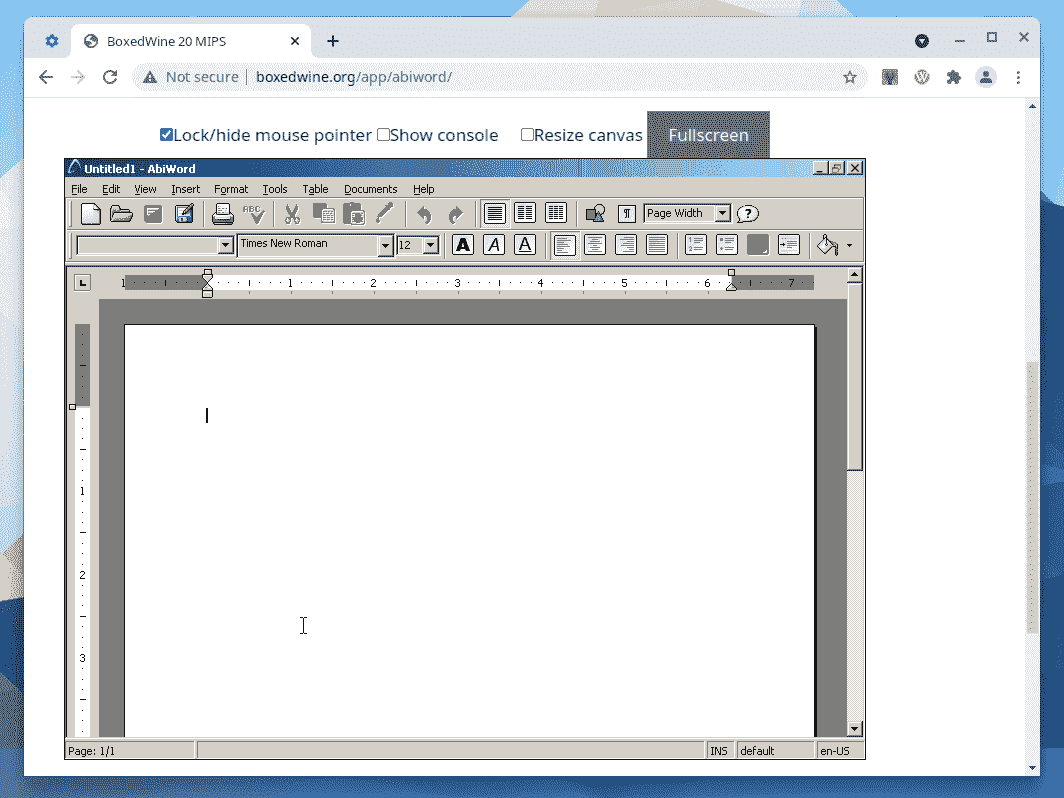 BoxedWine 20 MIPS
Not secure boxedwine.org/app/abiword/
Lock/hide mouse pointer Show console Resize canvas Fullscreen
Untitled1 - AbiWord
File Edit View Insert Format Tools Table Documents Help
ABC Page Width ?
Times New Roman 12 A A A
1 1 2 3 4 5 6 7
1
2
3
Page: 1/1 INS default en-US